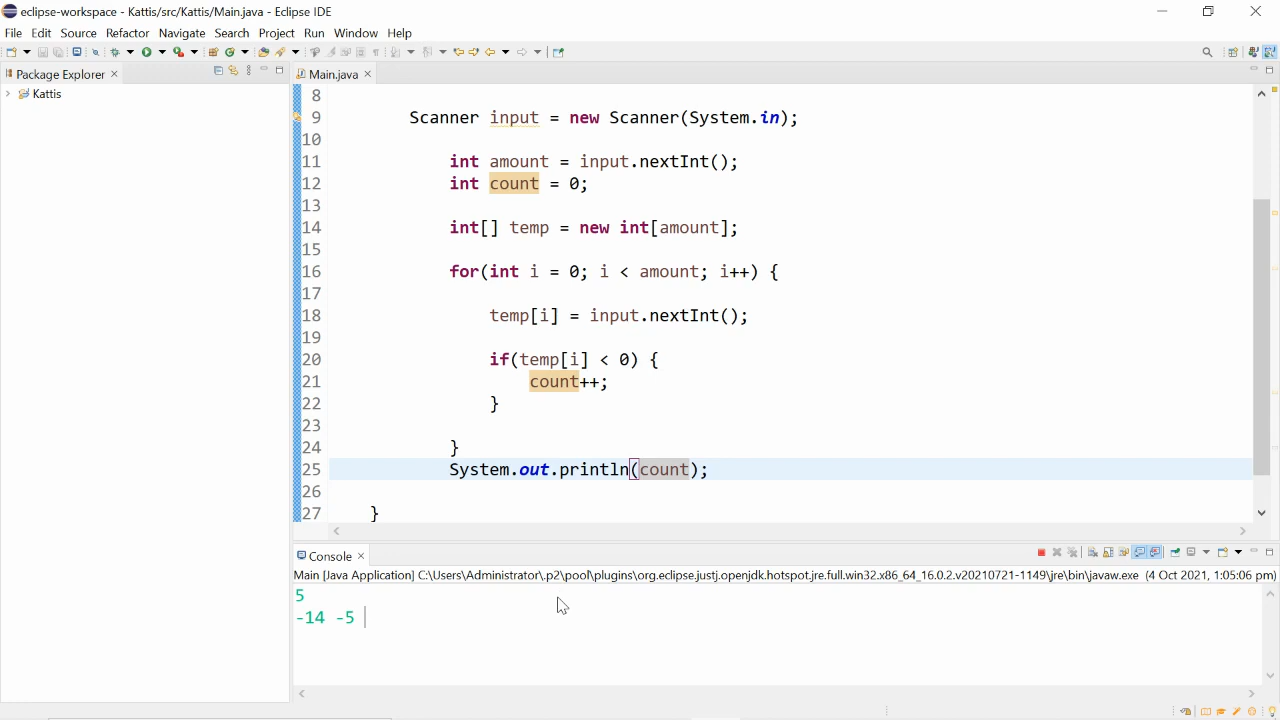 eclipse-workspace - Kattis/src/Kattis/Main.java - Eclipse IDE
File Edit Source Refactor Navigate Search Project Run Window Help
Package Explorer
Main.java
Kattis
8
9 Scanner input = new Scanner(System.in);
10
11 int amount = input.nextInt();
12 int count = 0;
13
14 int[] temp = new int[amount];
15
16 for(int i = 0; i < amount; i++) {
17
18 temp[i] = input.nextInt();
19
20 if(temp[i] < 0) {
21 count++;
22 }
23
24 }
25 System.out.println(count);
26
27 }
Console
Main [Java Application] C:\Users\Administrator\.p2\pool\plugins\org.eclipse.justj.openjdk.hotspot.jre.full.win32.x86_64_16.0.2.v20210721-1149\jre\bin\javaw.exe (4 Oct 2021, 1:05:06 pm)
5
-14 -5